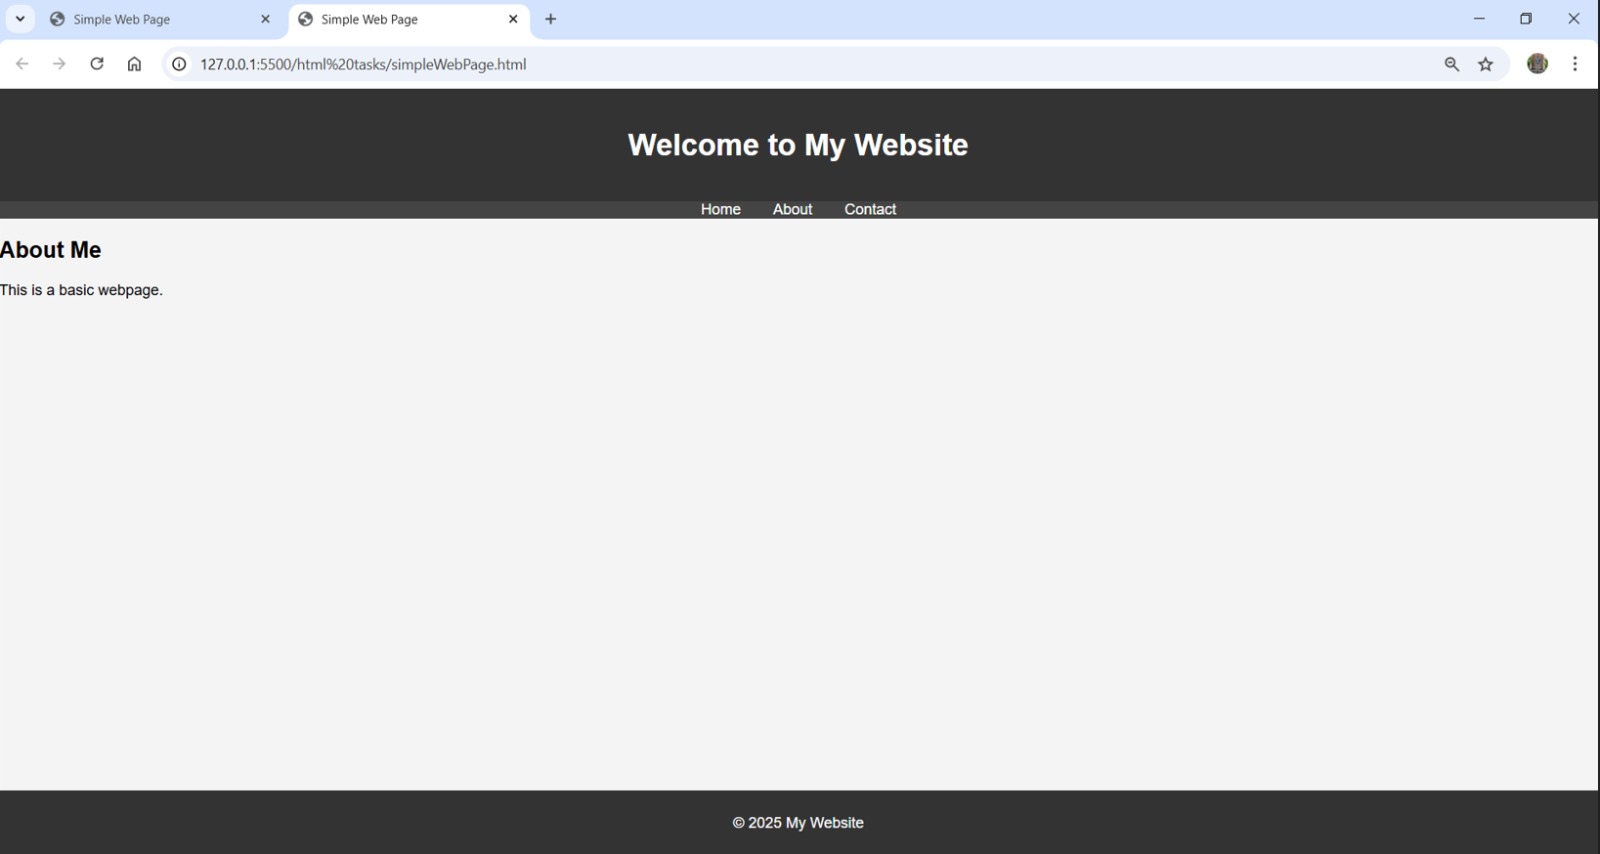 Simple Web Page
Simple Web Page
127.0.0.1:5500/html%20tasks/simpleWebPage.html
Welcome to My Website
Home About Contact
About Me
This is a basic webpage.
© 2025 My Website